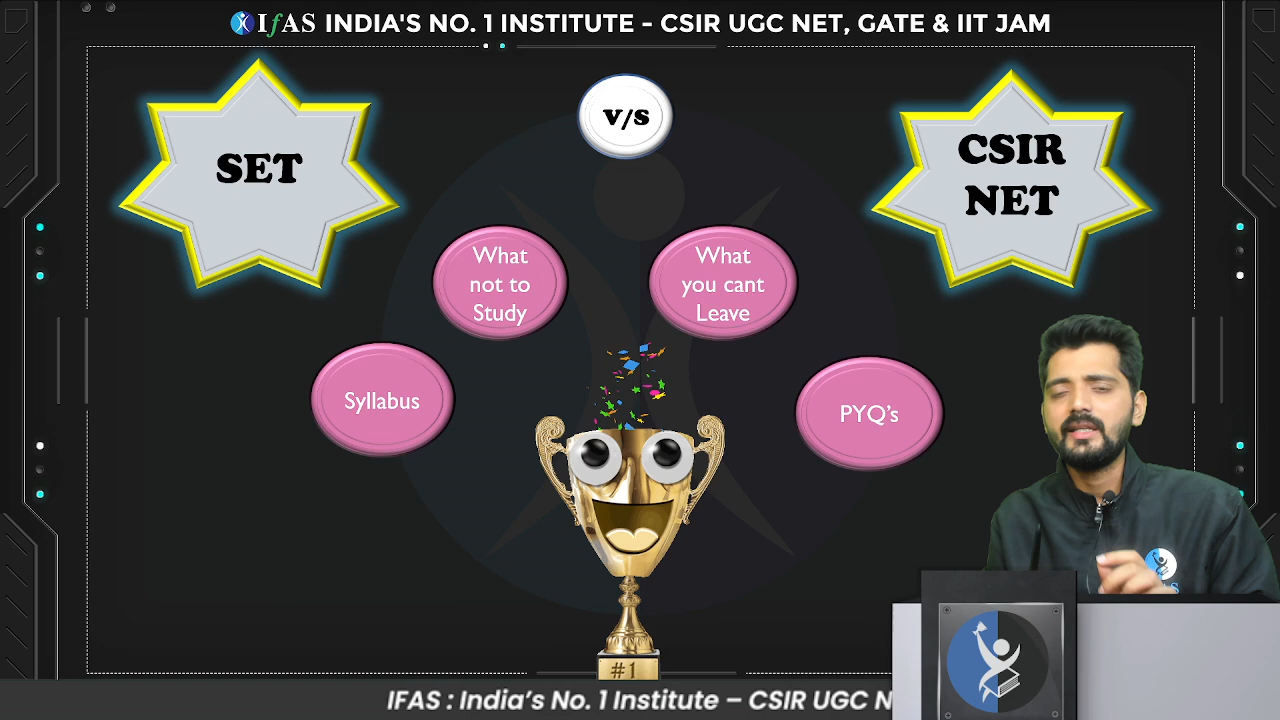 IfAS INDIA'S NO. 1 INSTITUTE - CSIR UGC NET, GATE & IIT JAM
SET
v/s
CSIR
NET
What
not to
Study
What
you cant
Leave
Syllabus
PYQ's
#1
IFAS : India's No. 1 Institute – CSIR UGC N